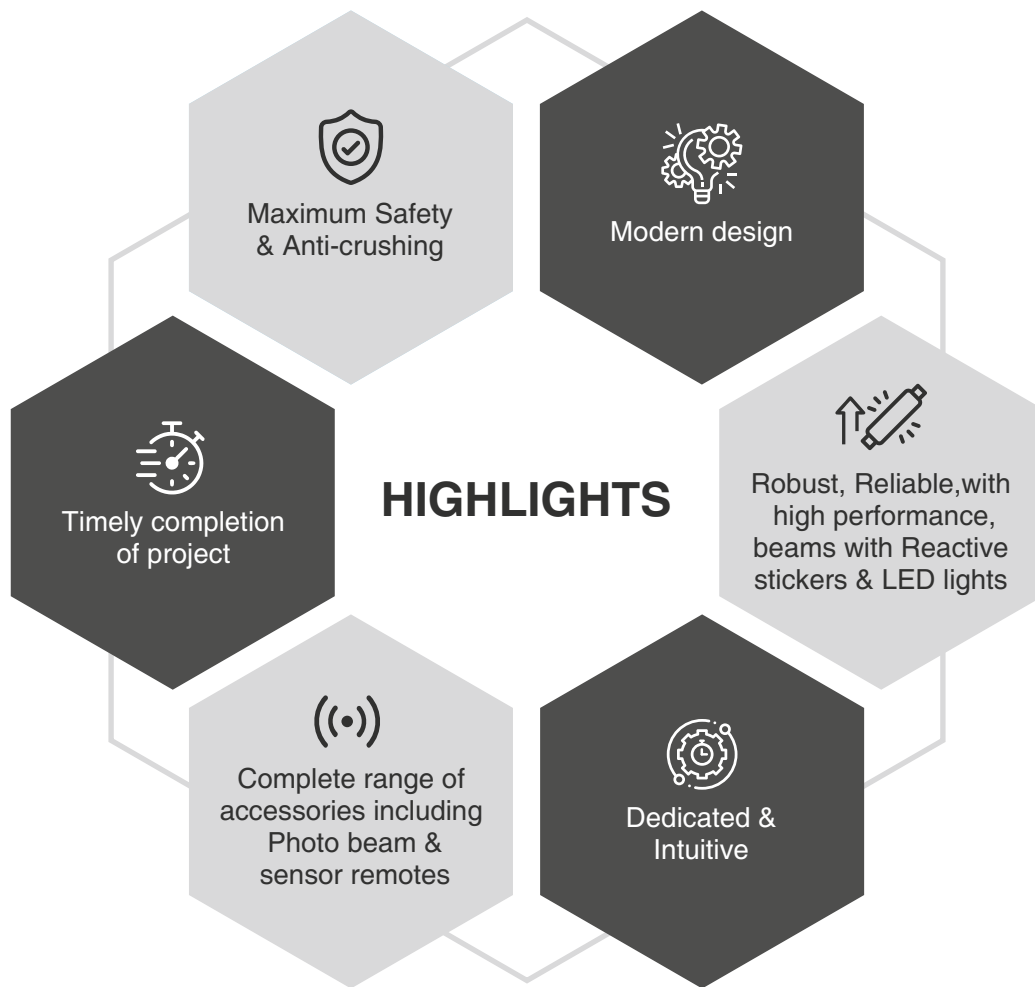 Maximum Safety
& Anti-crushing
Modern design
Timely completion
of project
HIGHLIGHTS
Robust, Reliable,with
high performance,
beams with Reactive
stickers & LED lights
Complete range of
accessories including
Photo beam &
sensor remotes
Dedicated &
Intuitive